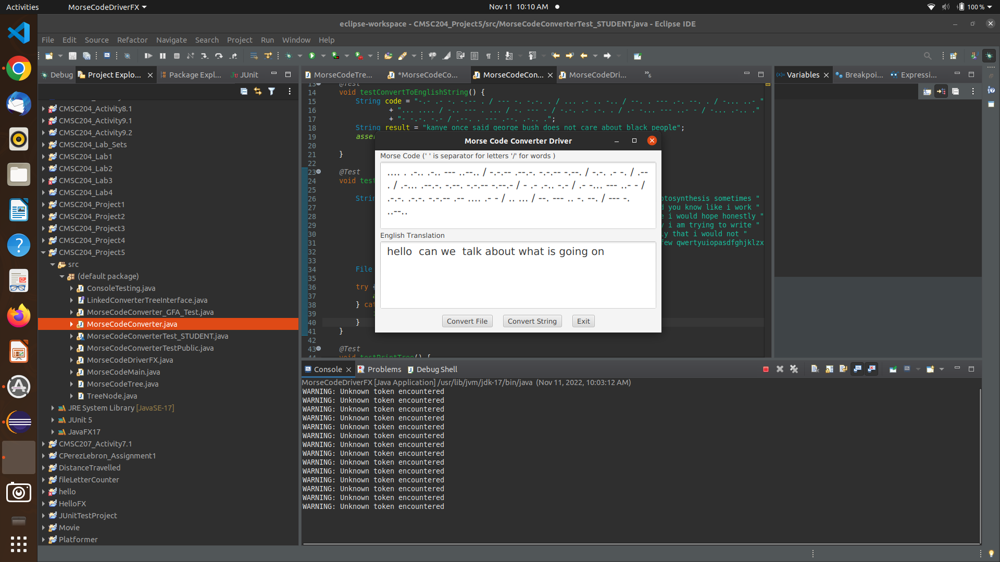 Activities
MorseCodeDriverFX
Nov 11 10:10 AM
100 %
eclipse-workspace - CMSC204_Project5/src/MorseCodeConverterTest_STUDENT.java - Eclipse IDE
File Edit Source Refactor Navigate Search Project Run Window Help
Debug
Project Explo...
Package Expl...
JUnit
CMSC204_Activity8.1
CMSC204_Activity9.1
CMSC204_Activity9.2
CMSC204_Lab_Sets
CMSC204_Lab1
CMSC204_Lab2
CMSC204_Lab3
CMSC204_Lab4
CMSC204_Project1
CMSC204_Project2
CMSC204_Project3
CMSC204_Project4
CMSC204_Project5
src
(default package)
ConsoleTesting.java
LinkedConverterTreeInterface.java
MorseCodeConverter_GFA_Test.java
MorseCodeConverter.java
MorseCodeConverterTest_STUDENT.java
MorseCodeConverterTestPublic.java
MorseCodeDriverFX.java
MorseCodeMain.java
MorseCodeTree.java
TreeNode.java
JRE System Library [JavaSE-17]
JUnit 5
JavaFX17
CMSC207_Activity7.1
CPerezLebron_Assignment1
DistanceTravelled
fileLetterCounter
hello
HelloFX
JUnitTestProject
Movie
Platformer
MorseCodeTree...
*MorseCodeCo...
MorseCodeCon...
MorseCodeDri...
6
13 @Test
14 void testConvertToEnglishString() {
15 String code = "-.- .- -. -.-- . / --- -. -.-. . / ... .- .. -.. / --. . --- .-. --. . / -... ..- "
16 + "... .... / -.. --- . ... / -. --- - / -.-. .- .-. . / .- -... --- ..- - / -... .-.. ."
17 + "- -.-. -.- / .--. . --- .--. .-.. .";
18 String result = "kanye once said george bush does not care about black people";
19 asser
20
21 }
22
23 @Test
24 void test
25
26 Strin otosynthesis sometimes "
27 d you know like i work "
28 e i would hope honestly "
29 y i am trying to write "
30 ly that i would not "
31 few qwertyuiopasdfghjklzx
32
33
34 File
35
36 try {
37
38 } cat
39
40 }
41 }
42
43 @Test
44 void testPrintTree() {
Morse Code Converter Driver
Morse Code (' ' is separator for letters '/' for words )
.... . .-.. .-.. --- ..--.. / -.-.-- .--.-. -.-.-- -.--. / -.-. .- -. / .--
. / .-... .--.-. -.--. -.-.-- -.--.- / - .- .-.. -.- / .- -... --- ..- - /
.-.-. .-.-. -.-.-- .-- .... .- - / .. ... / --. --- .. -. --. / --- -.
..--..
English Translation
hello  can we  talk about what is going on
Convert File
Convert String
Exit
Variables
Breakpoi...
Expressi...
Console
Problems
Debug Shell
MorseCodeDriverFX [Java Application] /usr/lib/jvm/jdk-17/bin/java (Nov 11, 2022, 10:03:12 AM)
WARNING: Unknown token encountered
WARNING: Unknown token encountered
WARNING: Unknown token encountered
WARNING: Unknown token encountered
WARNING: Unknown token encountered
WARNING: Unknown token encountered
WARNING: Unknown token encountered
WARNING: Unknown token encountered
WARNING: Unknown token encountered
WARNING: Unknown token encountered
WARNING: Unknown token encountered
WARNING: Unknown token encountered
WARNING: Unknown token encountered
WARNING: Unknown token encountered